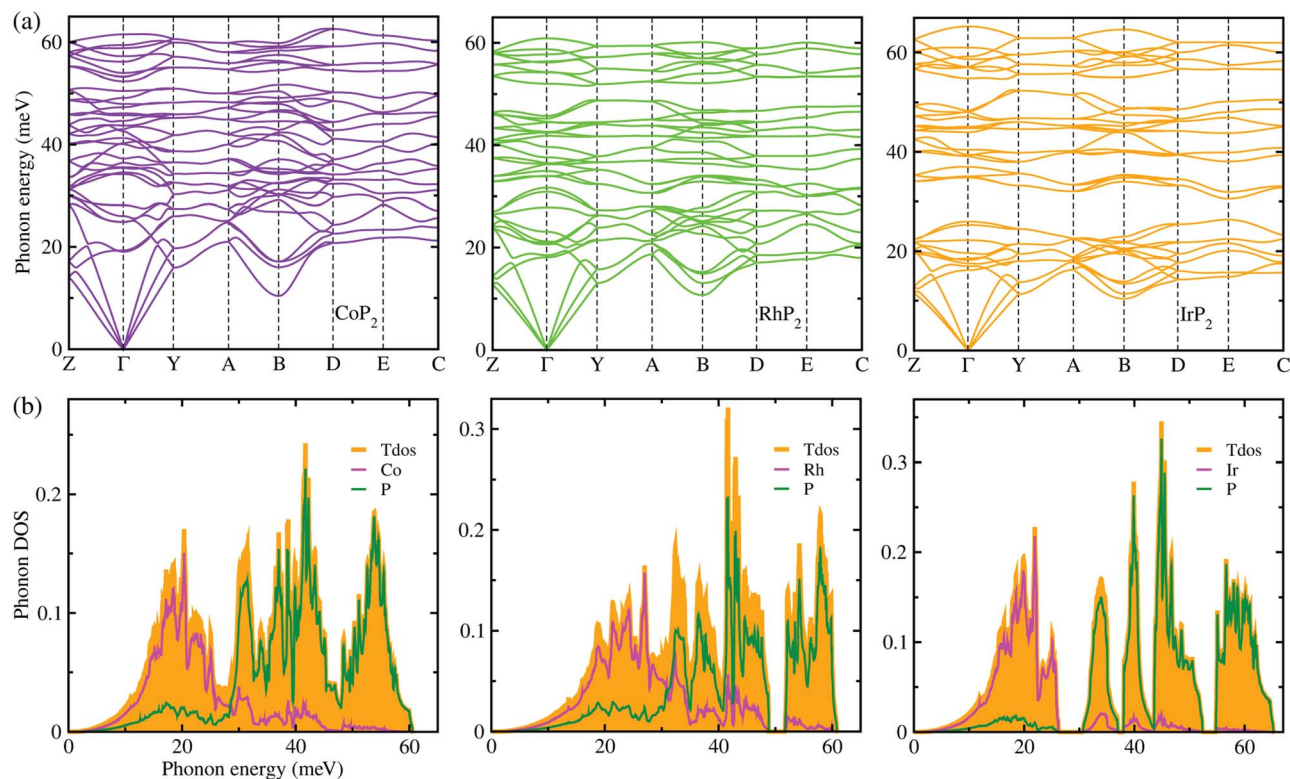 (a)
60
40
20
0
Phonon energy (meV)
CoP2
Z Γ Y A B D E C
60
40
20
0
RhP2
Z Γ Y A B D E C
60
40
20
0
IrP2
Z Γ Y A B D E C
(b)
0.2
0.1
0
Phonon DOS
Tdos
Co
P
0 20 40 60
Phonon energy (meV)
0.3
0.2
0.1
0
Tdos
Rh
P
0 20 40 60
Phonon energy (meV)
0.3
0.2
0.1
0
Tdos
Ir
P
0 20 40 60